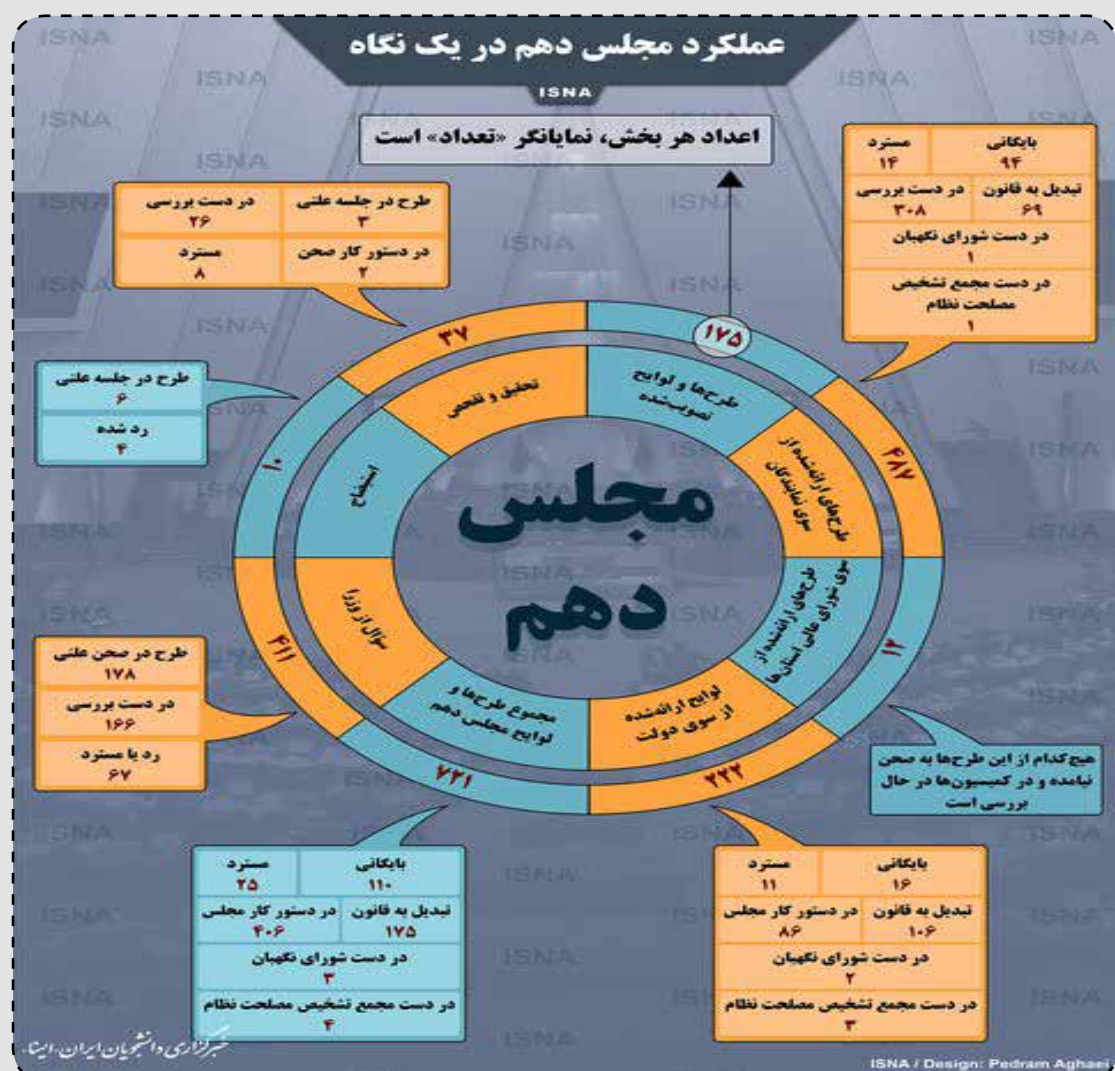 عملکرد مجلس دهم در یک نگاه
ISNA
اعداد هر بخش، نمایانگر «تعداد» است
بایگانی
۹۴
مسترد
۱۴
تبدیل به قانون
۶۹
در دست بررسی
۳۰۸
در دست شورای نگهبان
۱
در دست مجمع تشخیص
مصلحت نظام
۱
طرح در جلسه علنی
۳
در دست بررسی
۲۶
در دستور کار صحن
۲
مسترد
۸
طرح در جلسه علنی
۶
رد شده
۴
۱۷۵
طرح‌ها و لوایح
تصویب‌شده
۴۸۷
طرح‌های ارائه‌شده از
سوی نمایندگان
۱۲
طرح‌های ارائه‌شده از
سوی شورای عالی استان‌ها
۲۲۲
لوایح ارائه‌شده
از سوی دولت
۷۲۱
مجموع طرح‌ها و
لوایح مجلس دهم
۴۱۱
سؤال از وزرا
۱۰
استیضاح
۳۷
تحقیق و تفحص
مجلس
دهم
طرح در صحن علنی
۱۷۸
در دست بررسی
۱۶۶
رد یا مسترد
۶۷
هیچ‌کدام از این طرح‌ها به صحن
نیامده و در کمیسیون‌ها در حال
بررسی است
بایگانی
۱۶
مسترد
۱۱
تبدیل به قانون
۱۰۶
در دستور کار مجلس
۸۶
در دست شورای نگهبان
۲
در دست مجمع تشخیص مصلحت نظام
۳
بایگانی
۱۱۰
مسترد
۲۵
تبدیل به قانون
۱۷۵
در دستور کار مجلس
۴۰۶
در دست شورای نگهبان
۳
در دست مجمع تشخیص مصلحت نظام
۴
خبرگزاری دانشجویان ایران-ایسنا
ISNA / Design: Pedram Aghaei